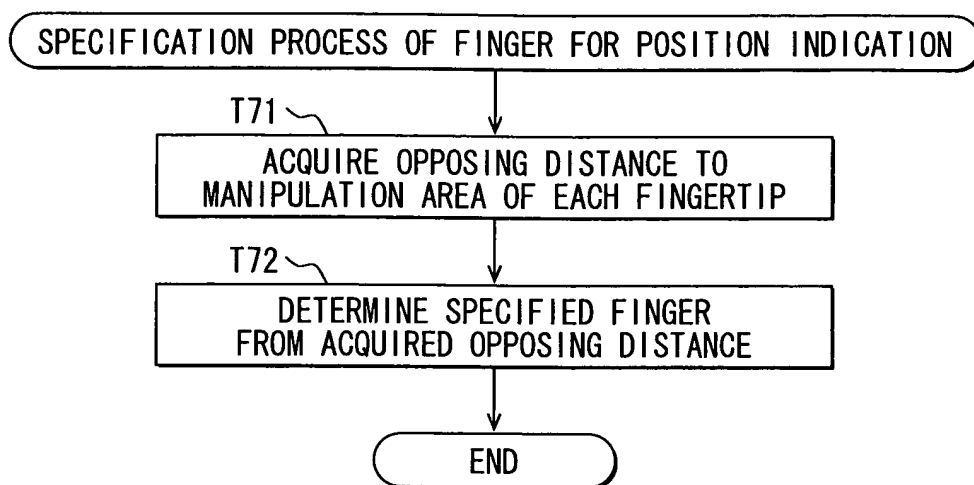 SPECIFICATION PROCESS OF FINGER FOR POSITION INDICATION
T71
ACQUIRE OPPOSING DISTANCE TO
MANIPULATION AREA OF EACH FINGERTIP
T72
DETERMINE SPECIFIED FINGER
FROM ACQUIRED OPPOSING DISTANCE
END